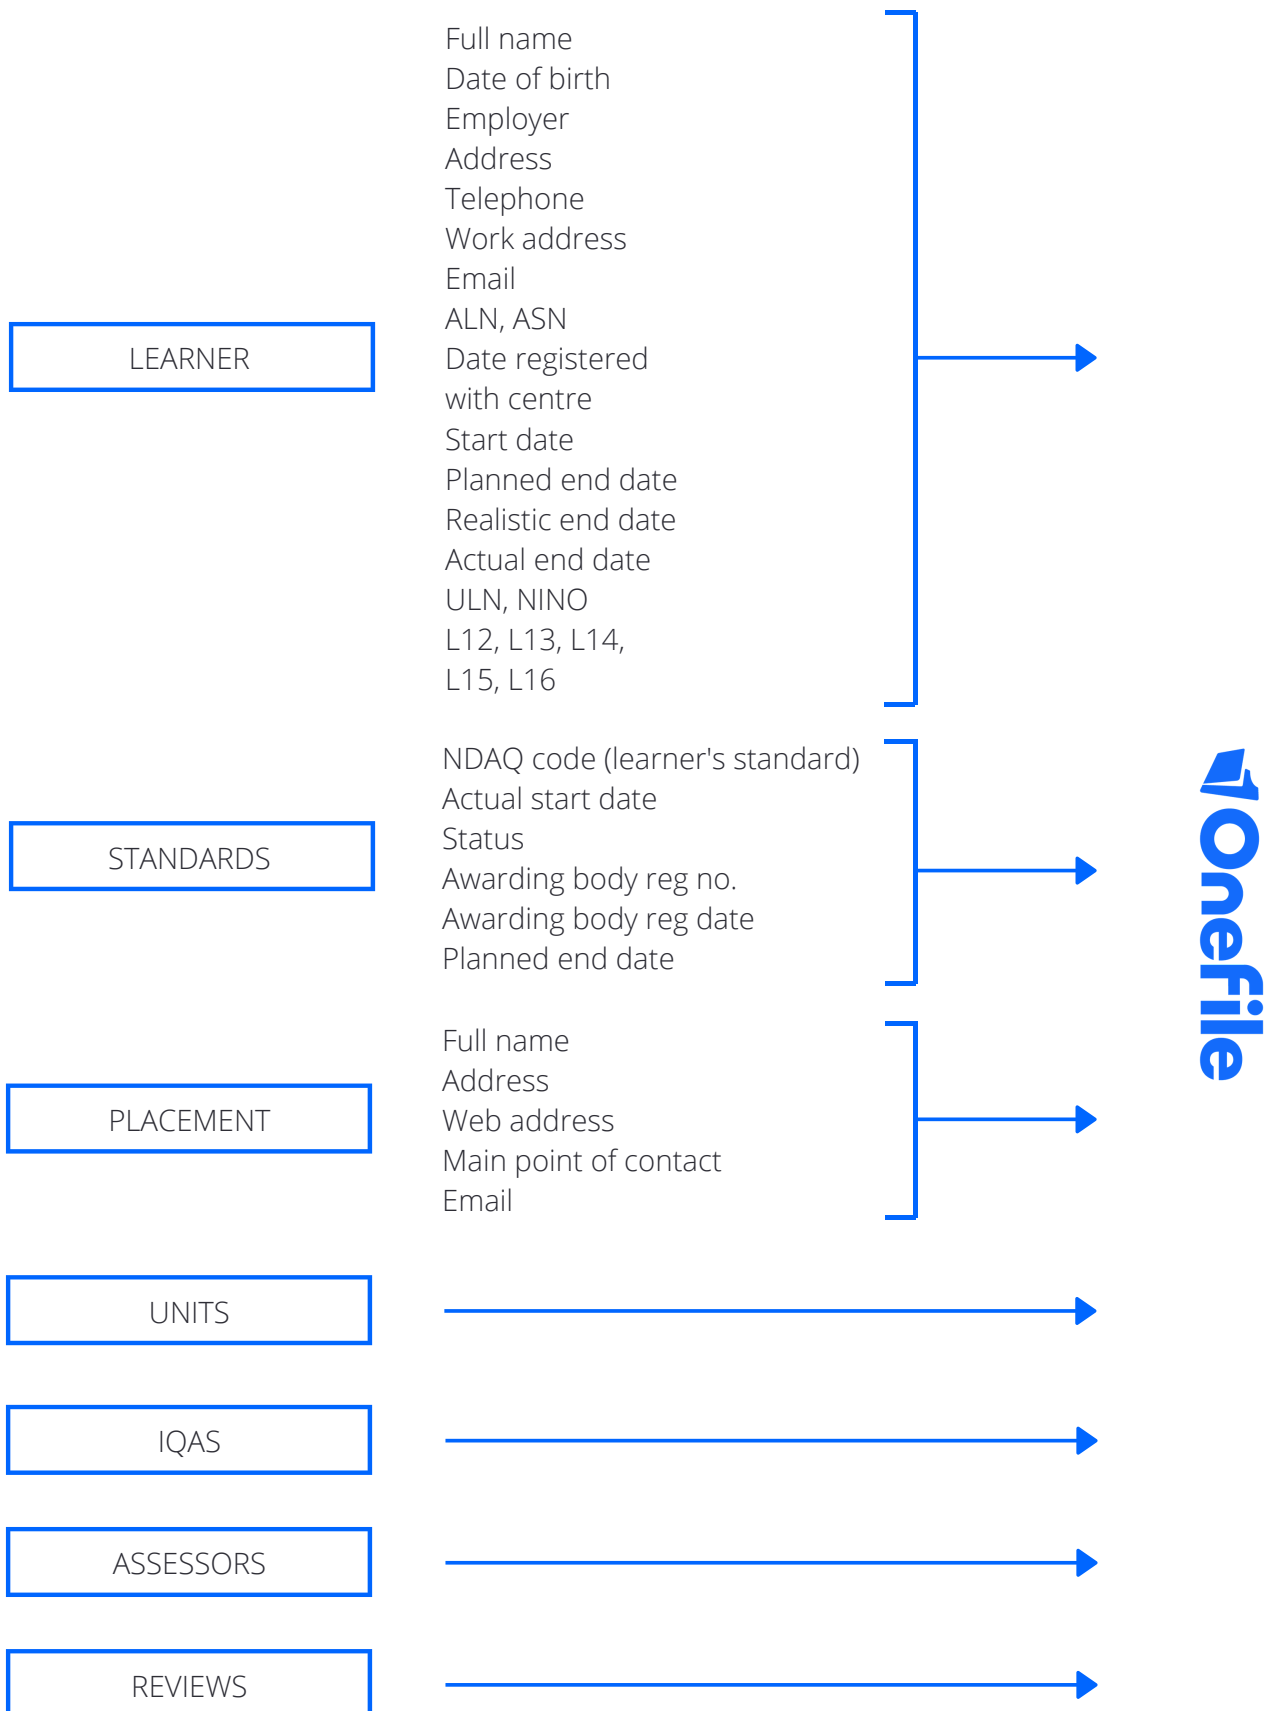 LEARNER
Full name
Date of birth
Employer
Address
Telephone
Work address
Email
ALN, ASN
Date registered
with centre
Start date
Planned end date
Realistic end date
Actual end date
ULN, NINO
L12, L13, L14,
L15, L16
STANDARDS
NDAQ code (learner's standard)
Actual start date
Status
Awarding body reg no.
Awarding body reg date
Planned end date
PLACEMENT
Full name
Address
Web address
Main point of contact
Email
UNITS
IQAS
ASSESSORS
REVIEWS
Onefile